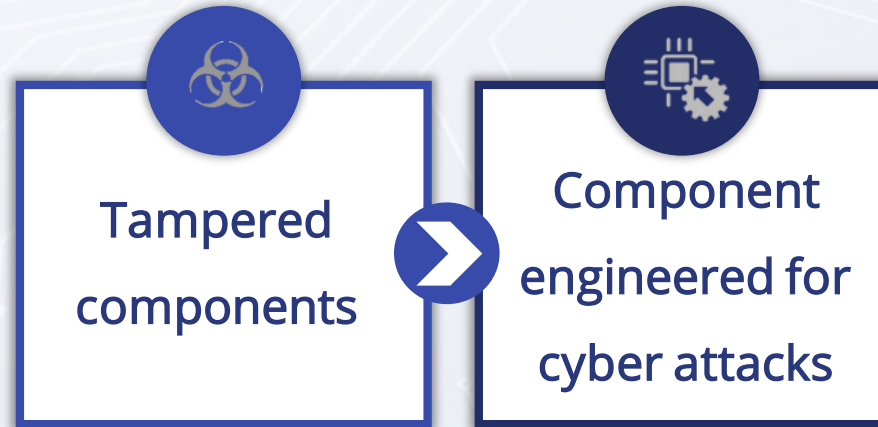 Tampered
components
Component
engineered for
cyber attacks